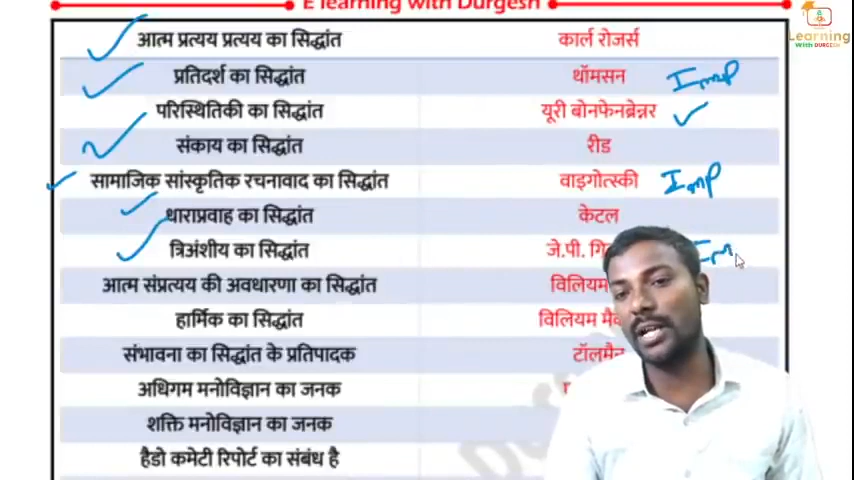 E learning with Durgesh
Learning
With DURGESH
आत्म प्रत्यय प्रत्यय का सिद्धांत कार्ल रोजर्स
प्रतिदर्श का सिद्धांत थॉमसन Imp
परिस्थितिकी का सिद्धांत यूरी बोनफेनब्रेन्नर
संकाय का सिद्धांत रीड
सामाजिक सांस्कृतिक रचनावाद का सिद्धांत वाइगोत्स्की Imp
धाराप्रवाह का सिद्धांत केटल
त्रिअंशीय का सिद्धांत जे.पी.
आत्म संप्रत्यय की अवधारणा का सिद्धांत विलियम
हार्मिक का सिद्धांत विलियम
संभावना का सिद्धांत के प्रतिपादक टॉलमैन
अधिगम मनोविज्ञान का जनक
शक्ति मनोविज्ञान का जनक
हैडो कमेटी रिपोर्ट का संबंध है